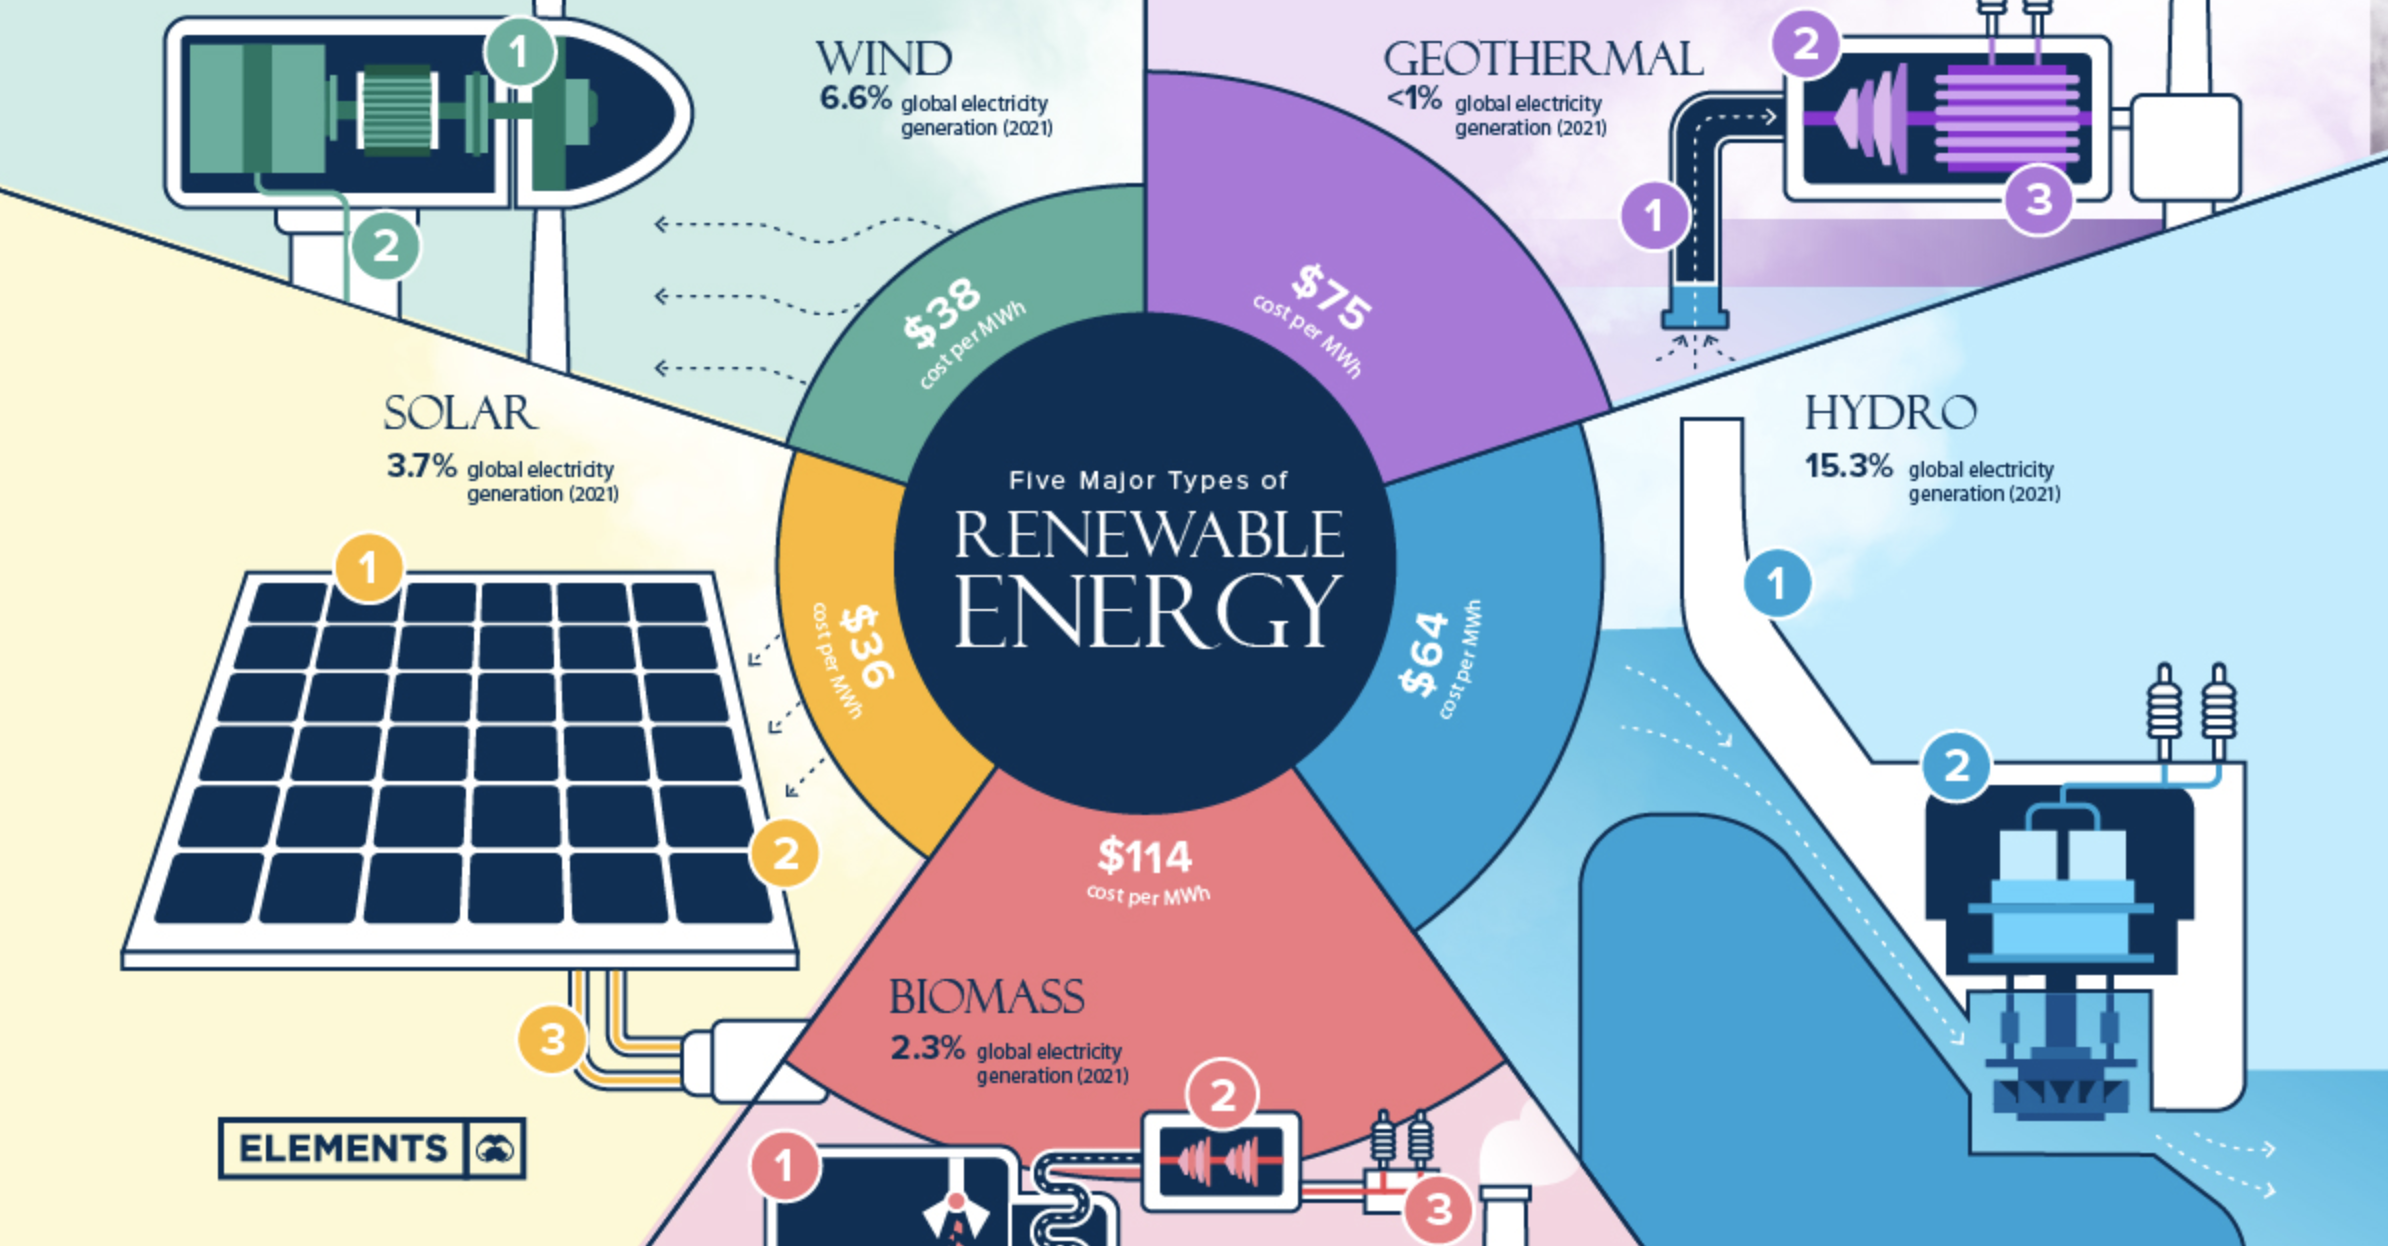 1
WIND
6.6% global electricity
generation (2021)
2
GEOTHERMAL
<1% global electricity
generation (2021)
2
1
3
$38
cost per MWh
$75
cost per MWh
SOLAR
3.7% global electricity
generation (2021)
1
2
3
$36
cost per MWh
Five Major Types of
RENEWABLE
ENERGY
$64
cost per MWh
HYDRO
15.3% global electricity
generation (2021)
1
2
$114
cost per MWh
BIOMASS
2.3% global electricity
generation (2021)
1
2
3
ELEMENTS